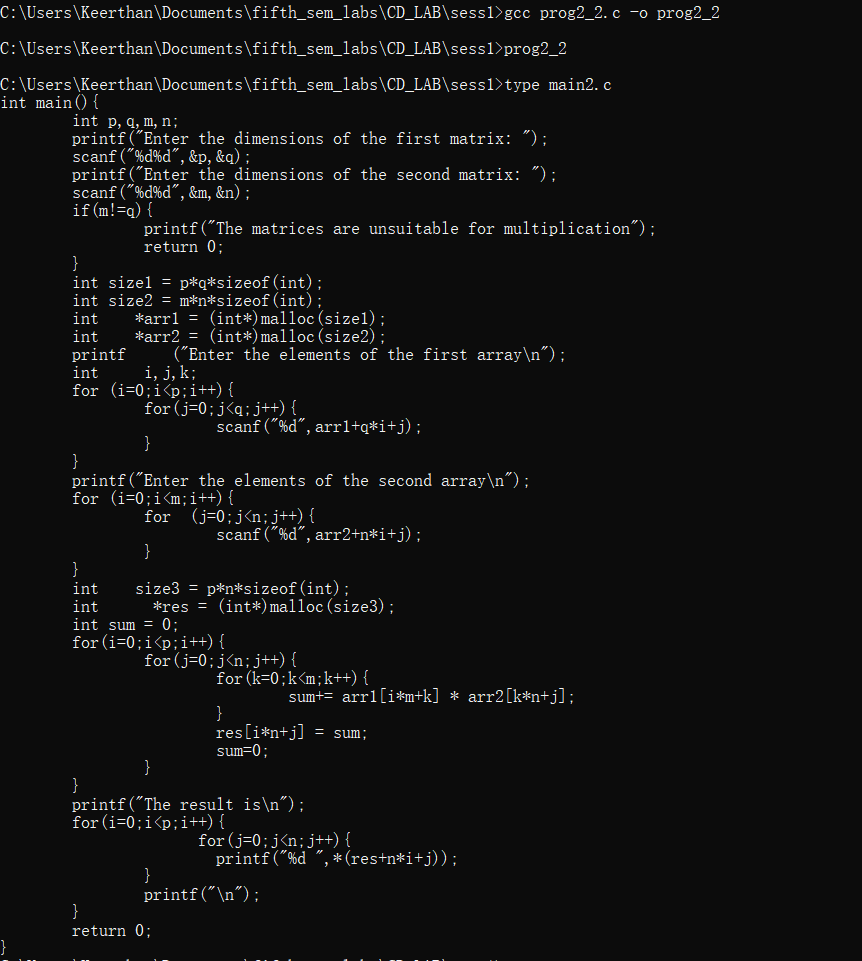 C:\Users\Keerthan\Documents\fifth_sem_labs\CD_LAB\sess1>gcc prog2_2.c -o prog2_2
C:\Users\Keerthan\Documents\fifth_sem_labs\CD_LAB\sess1>prog2_2
C:\Users\Keerthan\Documents\fifth_sem_labs\CD_LAB\sess1>type main2.c
int main(){
        int p,q,m,n;
        printf("Enter the dimensions of the first matrix: ");
        scanf("%d%d",&p,&q);
        printf("Enter the dimensions of the second matrix: ");
        scanf("%d%d",&m,&n);
        if(m!=q){
                printf("The matrices are unsuitable for multiplication");
                return 0;
        }
        int size1 = p*q*sizeof(int);
        int size2 = m*n*sizeof(int);
        int    *arr1 = (int*)malloc(size1);
        int    *arr2 = (int*)malloc(size2);
        printf     ("Enter the elements of the first array\n");
        int     i,j,k;
        for (i=0;i<p;i++){
                for(j=0;j<q;j++){
                        scanf("%d",arr1+q*i+j);
                }
        }
        printf("Enter the elements of the second array\n");
        for (i=0;i<m;i++){
                for  (j=0;j<n;j++){
                        scanf("%d",arr2+n*i+j);
                }
        }
        int    size3 = p*n*sizeof(int);
        int      *res = (int*)malloc(size3);
        int sum = 0;
        for(i=0;i<p;i++){
                for(j=0;j<n;j++){
                        for(k=0;k<m;k++){
                                sum+= arr1[i*m+k] * arr2[k*n+j];
                        }
                        res[i*n+j] = sum;
                        sum=0;
                }
        }
        printf("The result is\n");
        for(i=0;i<p;i++){
                      for(j=0;j<n;j++){
                        printf("%d ",*(res+n*i+j));
                }
                printf("\n");
        }
        return 0;
}